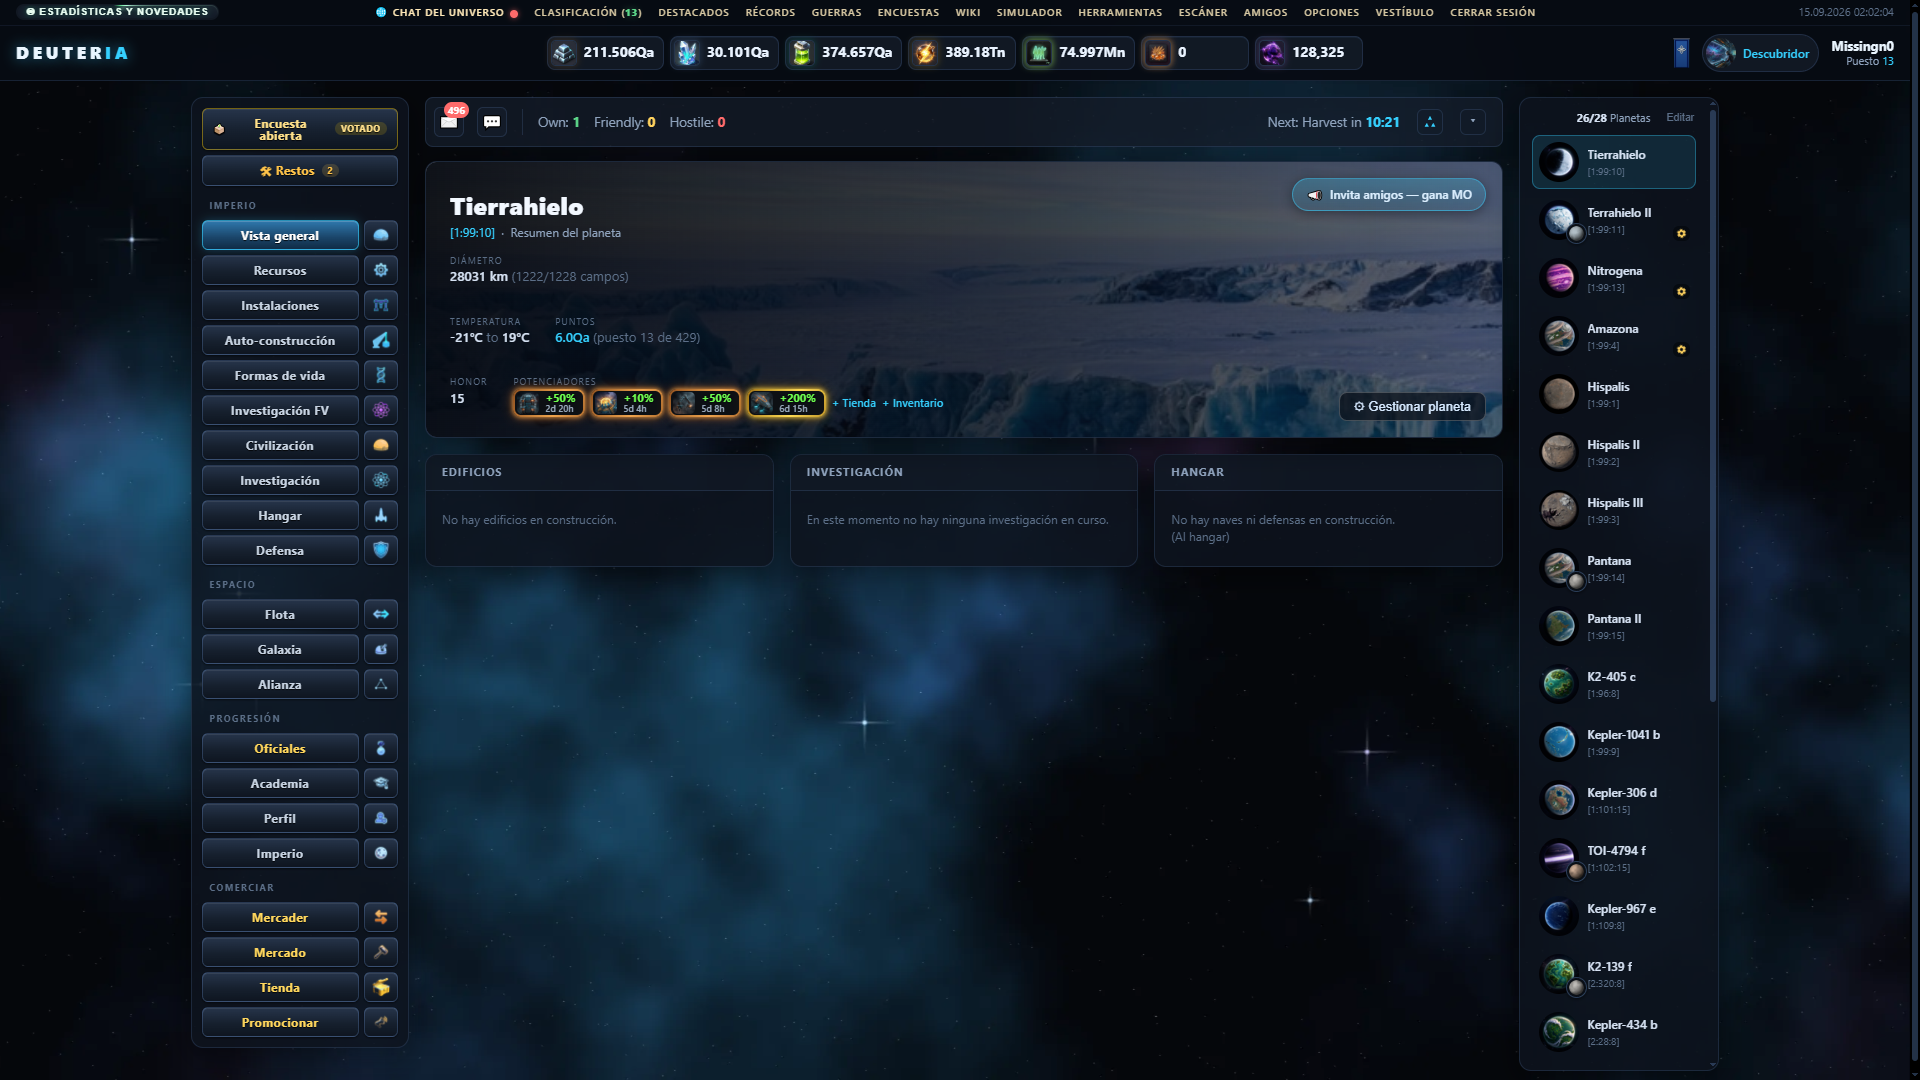 ESTADÍSTICAS Y NOVEDADES
CHAT DEL UNIVERSO
CLASIFICACIÓN (13)
DESTACADOS
RÉCORDS
GUERRAS
ENCUESTAS
WIKI
SIMULADOR
HERRAMIENTAS
ESCÁNER
AMIGOS
OPCIONES
VESTÍBULO
CERRAR SESIÓN
15.09.2026 02:02:04
DEUTERIA
211.506Qa
30.101Qa
374.657Qa
389.18Tn
74.997Mn
0
128,325
Descubridor
Missingn0
Puesto 13
Encuesta abierta
VOTADO
Restos 2
IMPERIO
Vista general
Recursos
Instalaciones
Auto-construcción
Formas de vida
Investigación FV
Civilización
Investigación
Hangar
Defensa
ESPACIO
Flota
Galaxia
Alianza
PROGRESIÓN
Oficiales
Academia
Perfil
Imperio
COMERCIAR
Mercader
Mercado
Tienda
Promocionar
496
Own: 1 Friendly: 0 Hostile: 0
Next: Harvest in 10:21
Tierrahielo
[1:99:10] · Resumen del planeta
Invita amigos — gana MO
DIÁMETRO
28031 km (1222/1228 campos)
TEMPERATURA
-21°C to 19°C
PUNTOS
6.0Qa (puesto 13 de 429)
HONOR
15
POTENCIADORES
+50%
2d 20h
+10%
5d 4h
+50%
5d 8h
+200%
6d 15h
+ Tienda + Inventario
Gestionar planeta
EDIFICIOS
No hay edificios en construcción.
INVESTIGACIÓN
En este momento no hay ninguna investigación en curso.
HANGAR
No hay naves ni defensas en construcción.
(Al hangar)
26/28 Planetas
Editar
Tierrahielo
[1:99:10]
Terrahielo II
[1:99:11]
Nitrogena
[1:99:13]
Amazona
[1:99:4]
Hispalis
[1:99:1]
Hispalis II
[1:99:2]
Hispalis III
[1:99:3]
Pantana
[1:99:14]
Pantana II
[1:99:15]
K2-405 c
[1:96:8]
Kepler-1041 b
[1:99:9]
Kepler-306 d
[1:101:15]
TOI-4794 f
[1:102:15]
Kepler-967 e
[1:109:8]
K2-139 f
[2:320:8]
Kepler-434 b
[2:28:8]